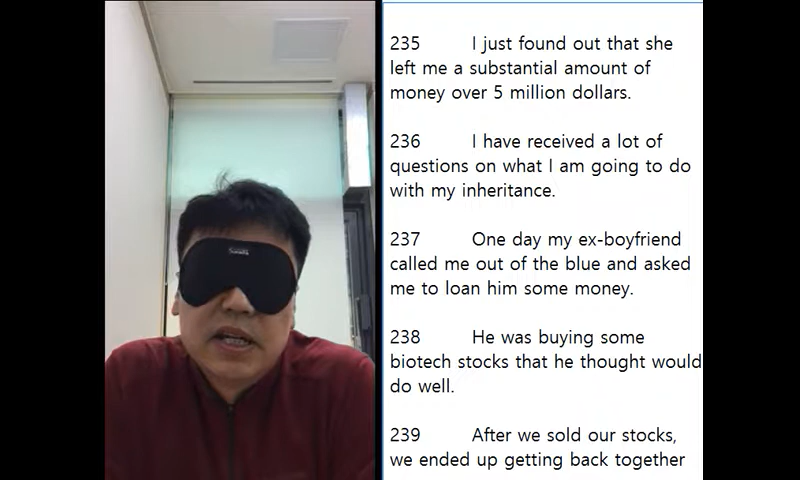 235 I just found out that she
left me a substantial amount of
money over 5 million dollars.
236 I have received a lot of
questions on what I am going to do
with my inheritance.
237 One day my ex-boyfriend
called me out of the blue and asked
me to loan him some money.
238 He was buying some
biotech stocks that he thought would
do well.
239 After we sold our stocks,
we ended up getting back together